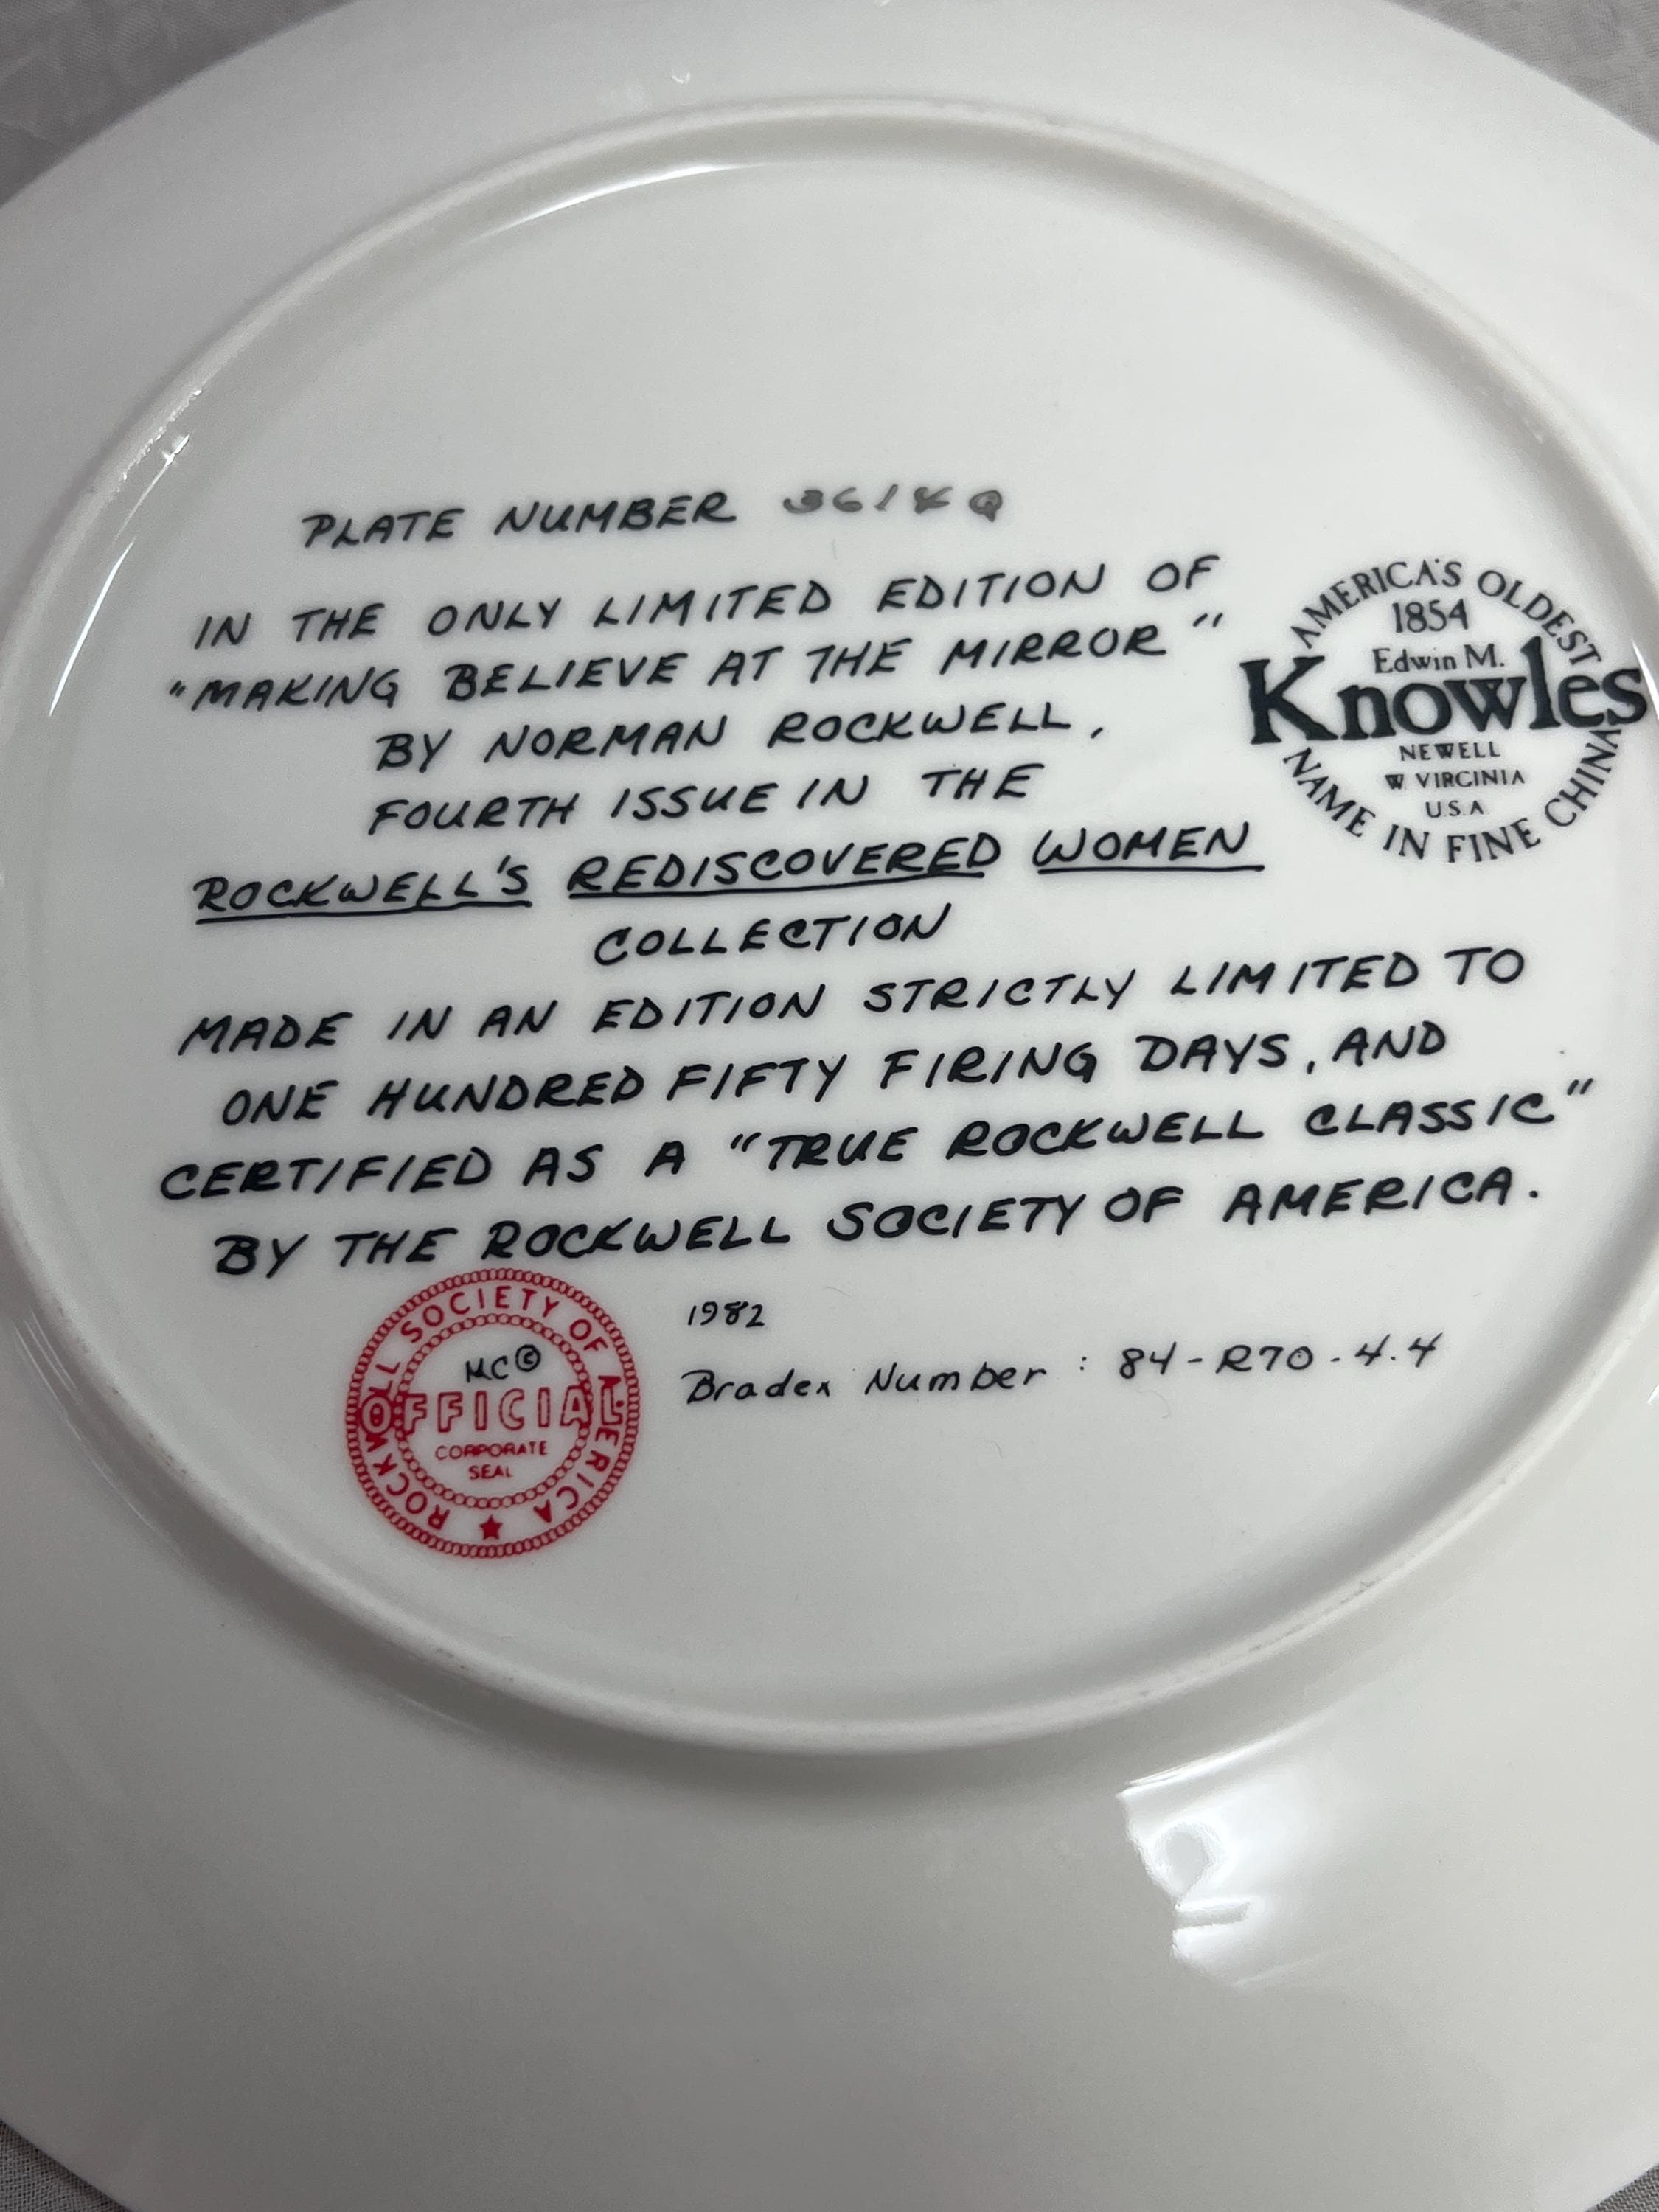 PLATE NUMBER
IN THE ONLY LIMITED EDITION OF
"MAKING BELIEVE AT THE MIRROR"
BY NORMAN ROCKWELL,
FOURTH ISSUE IN THE
ROCKWELL'S REDISCOVERED WOMEN
COLLECTION
MADE IN AN EDITION STRICTLY LIMITED TO
ONE HUNDRED FIFTY FIRING DAYS, AND
CERTIFIED AS A "TRUE ROCKWELL CLASSIC"
BY THE ROCKWELL SOCIETY OF AMERICA.
AMERICA'S OLDEST
1854
Edwin M.
Knowles
NEWELL
W VIRGINIA
U.S.A
NAME IN FINE CHINA
ROCKWELL SOCIETY OF AMERICA
MC©
OFFICIAL
CORPORATE
SEAL
1982
Bradex Number : 84-R70-4.4